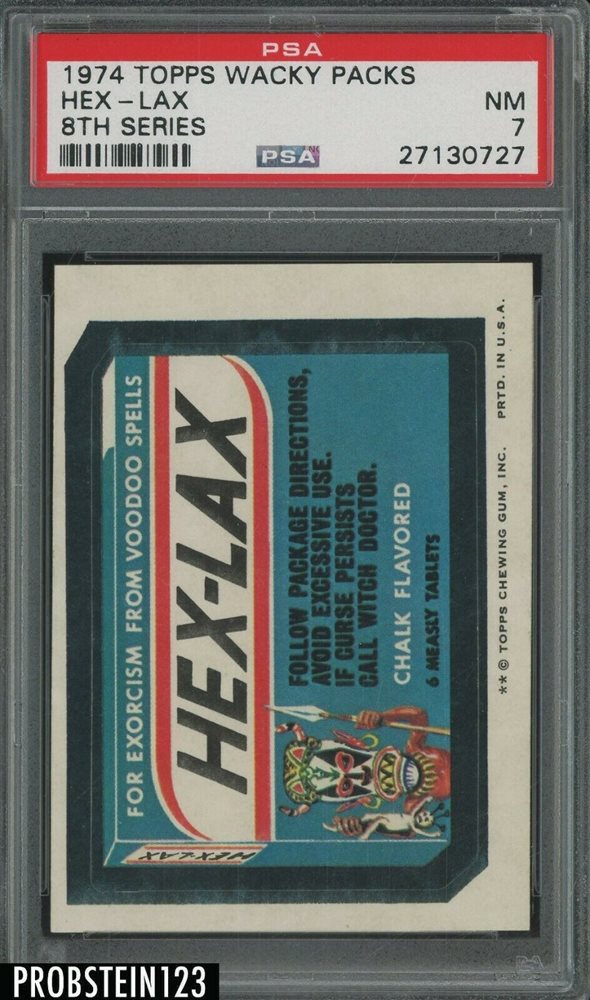 PSA
1974 TOPPS WACKY PACKS
HEX-LAX NM
8TH SERIES 7
PSA 27130727
FOR EXORCISM FROM VOODOO SPELLS
HEX-LAX
FOLLOW PACKAGE DIRECTIONS,
AVOID EXCESSIVE USE.
IF CURSE PERSISTS
CALL WITCH DOCTOR.
CHALK FLAVORED
6 MEASLY TABLETS
HEX-LAX
**© TOPPS CHEWING GUM, INC. PRTD. IN U.S.A.
PROBSTEIN123